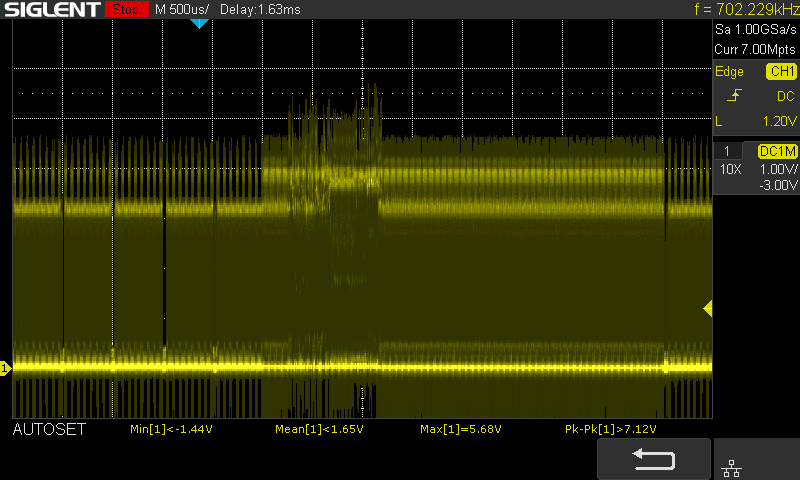 SIGLENT Stop M 500us/ Delay:1.63ms f = 702.229kHz
Sa 1.00GSa/s
Curr 7.00Mpts
Edge CH1
DC
L 1.20V
1 DC1M
10X 1.00V/
-3.00V
1
AUTOSET Min[1]<-1.44V Mean[1]<1.65V Max[1]=5.68V Pk-Pk[1]>7.12V